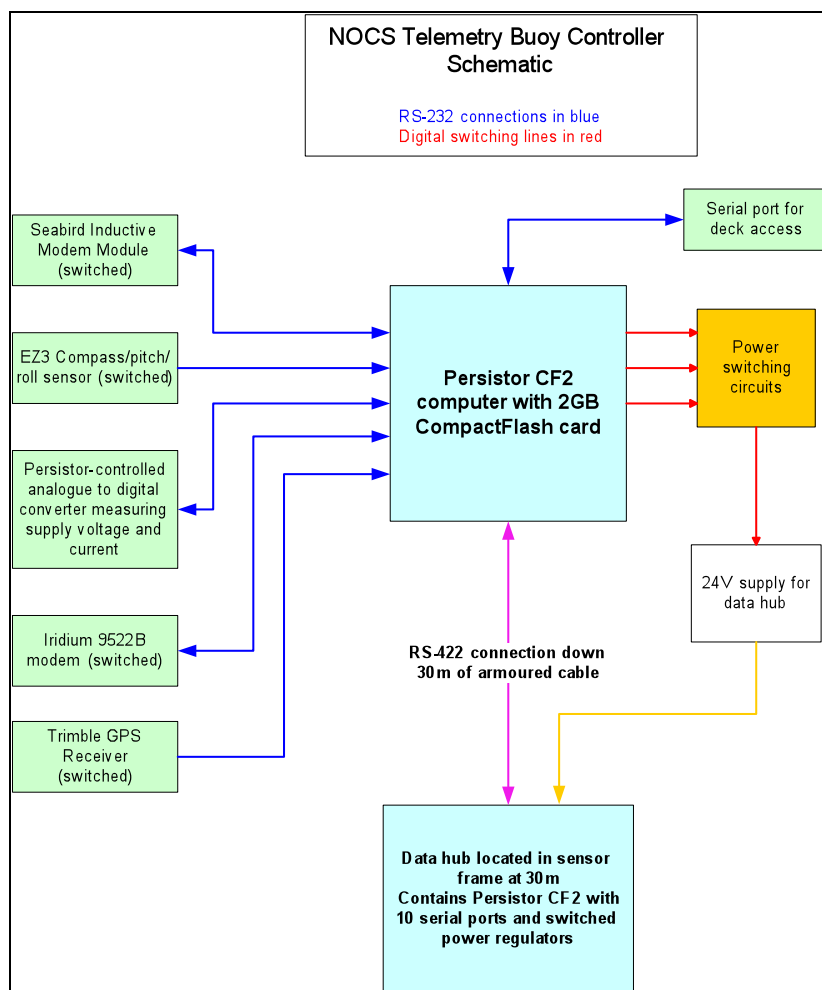 NOCS Telemetry Buoy Controller
Schematic
RS-232 connections in blue
Digital switching lines in red
Serial port for
deck access
Seabird Inductive
Modem Module
(switched)
EZ3 Compass/pitch/
roll sensor (switched)
Persistor CF2
computer with 2GB
CompactFlash card
Power
switching
circuits
Persistor-controlled
analogue to digital
converter measuring
supply voltage and
current
24V supply for
data hub
Iridium 9522B
modem (switched)
RS-422 connection down
30m of armoured cable
Trimble GPS
Receiver
(switched)
Data hub located in sensor
frame at 30m
Contains Persistor CF2 with
10 serial ports and switched
power regulators